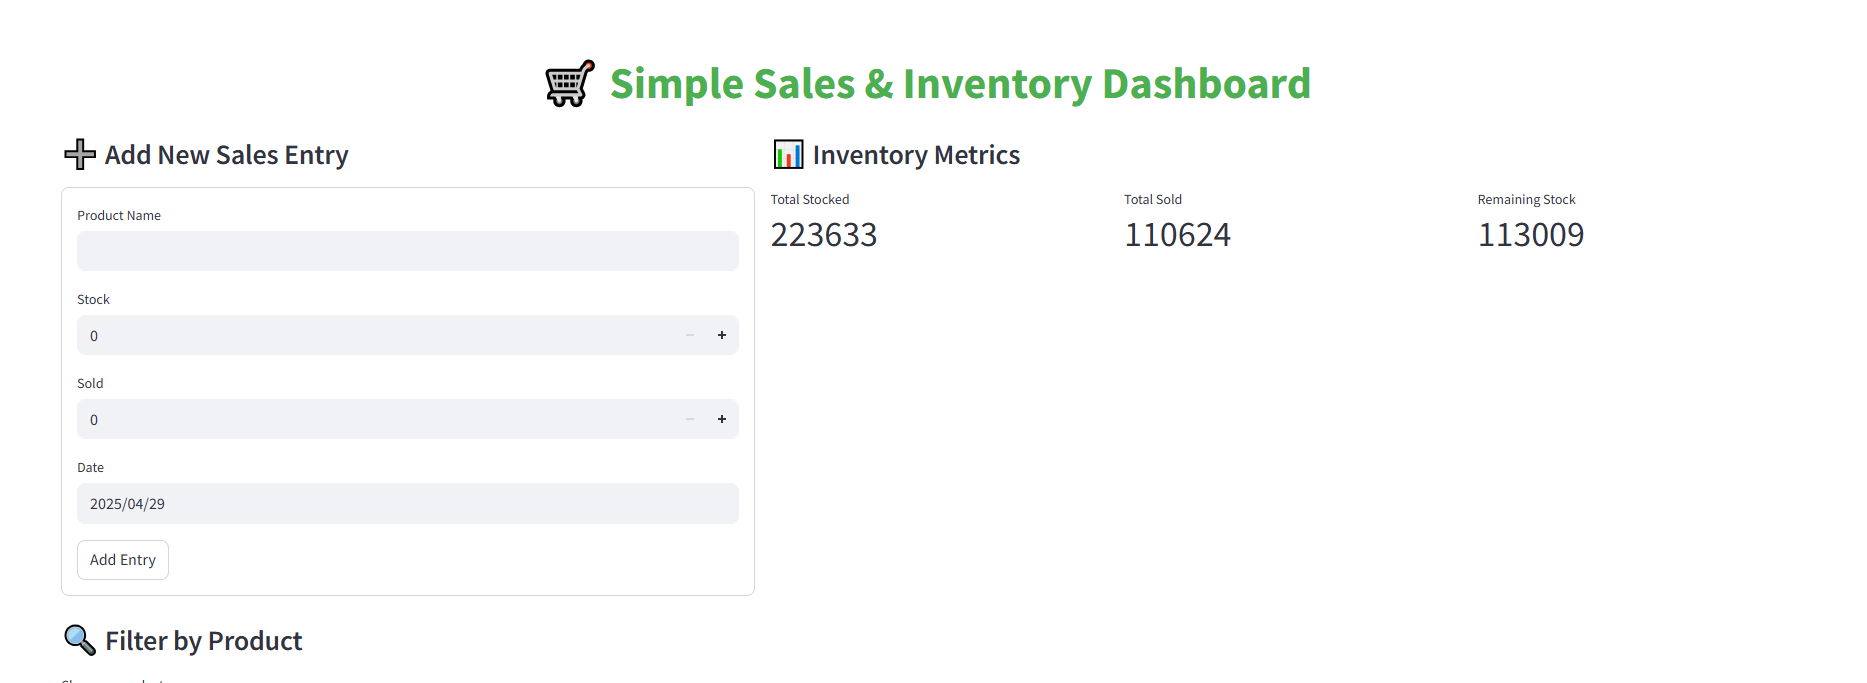 Simple Sales & Inventory Dashboard
Add New Sales Entry
Product Name
Stock
0
Sold
0
Date
2025/04/29
Add Entry
Inventory Metrics
Total Stocked
223633
Total Sold
110624
Remaining Stock
113009
Filter by Product